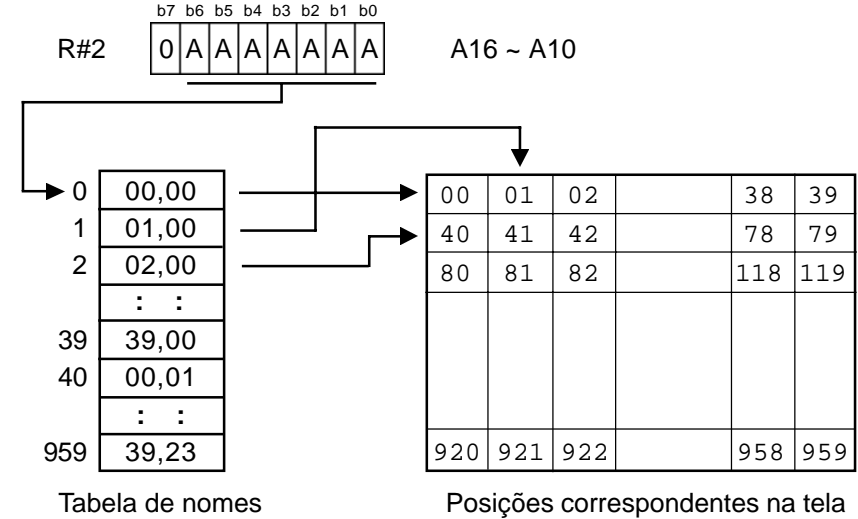 b7 b6 b5 b4 b3 b2 b1 b0
R#2 0 A A A A A A A A16 ~ A10
0 00,00
1 01,00
2 02,00
: :
39 39,00
40 00,01
: :
959 39,23
Tabela de nomes
00 01 02 38 39
40 41 42 78 79
80 81 82 118 119
920 921 922 958 959
Posições correspondentes na tela